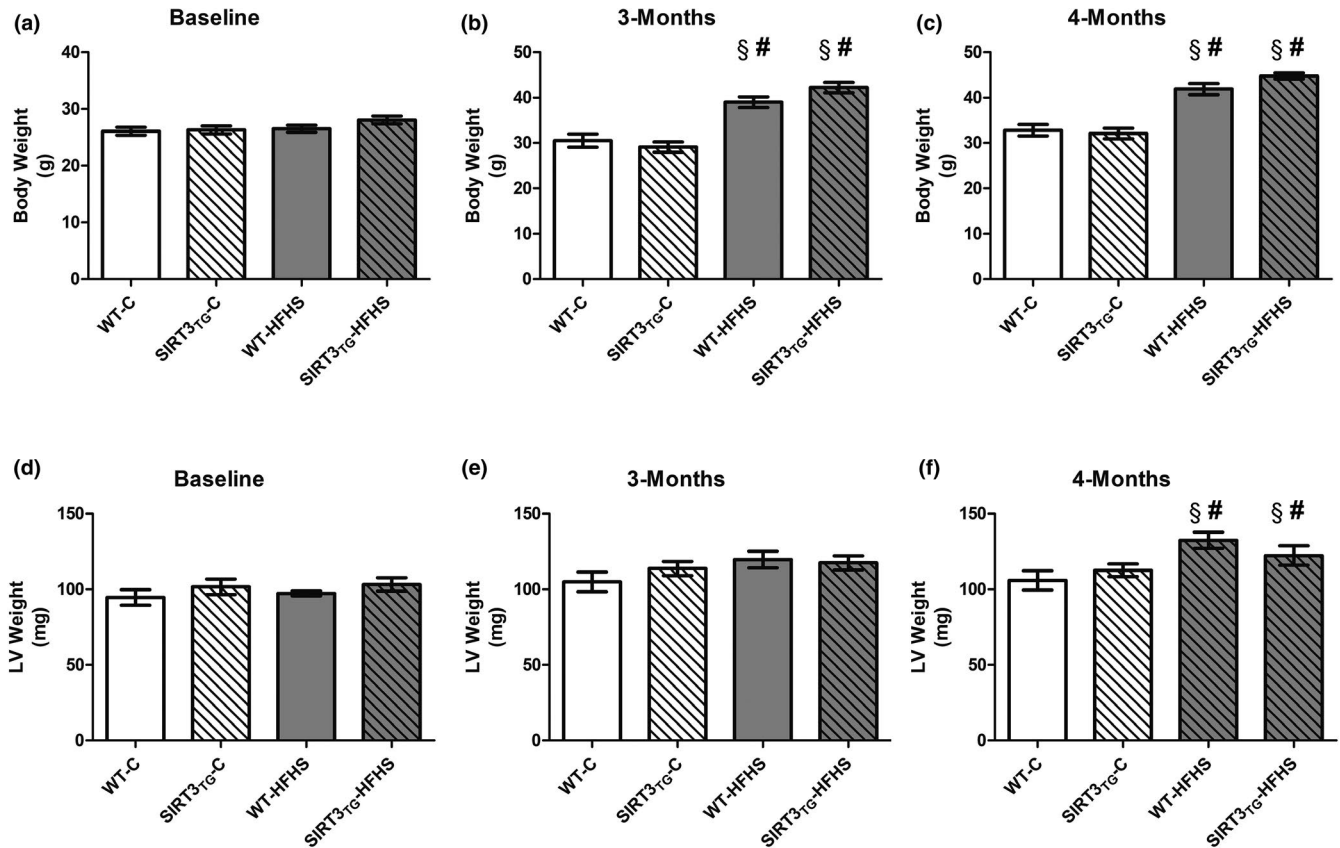 (a)
Baseline
Body Weight
(g)
40
30
20
10
0
WT-C
SIRT3TG-C
WT-HFHS
SIRT3TG-HFHS
(b)
3-Months
§ #
§ #
Body Weight
(g)
50
40
30
20
10
0
WT-C
SIRT3TG-C
WT-HFHS
SIRT3TG-HFHS
(c)
4-Months
§ #
§ #
Body Weight
(g)
50
40
30
20
10
0
WT-C
SIRT3TG-C
WT-HFHS
SIRT3TG-HFHS
(d)
Baseline
LV Weight
(mg)
150
100
50
0
WT-C
SIRT3TG-C
WT-HFHS
SIRT3TG-HFHS
(e)
3-Months
LV Weight
(mg)
150
100
50
0
WT-C
SIRT3TG-C
WT-HFHS
SIRT3TG-HFHS
(f)
4-Months
§ #
§ #
LV Weight
(mg)
150
100
50
0
WT-C
SIRT3TG-C
WT-HFHS
SIRT3TG-HFHS